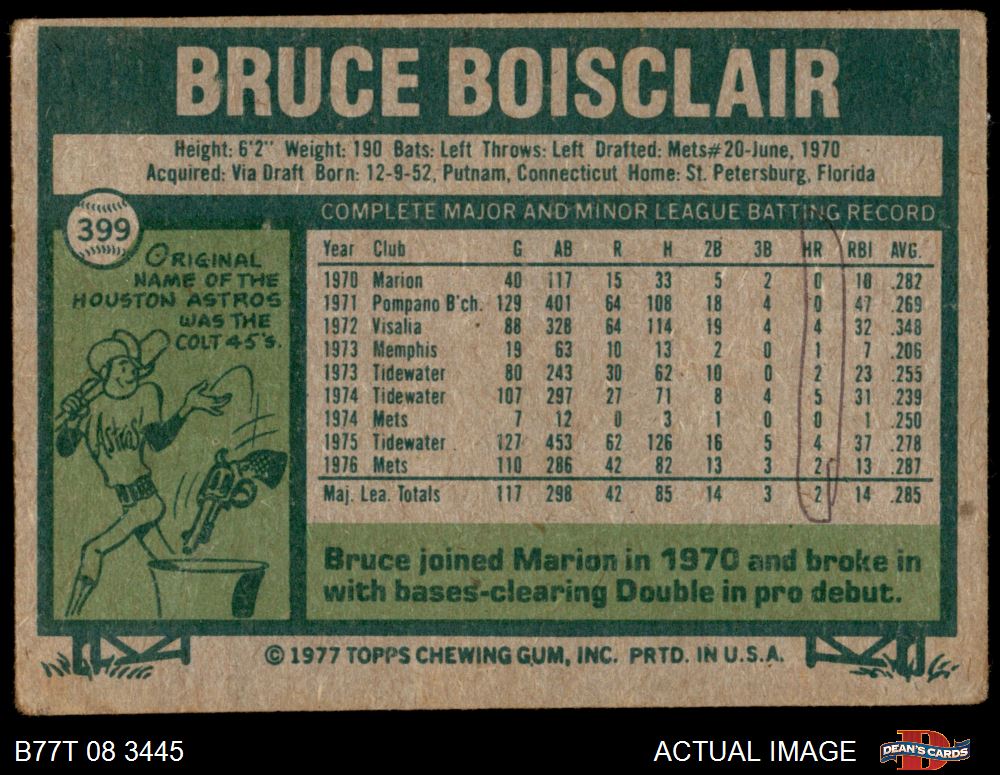 BRUCE BOISCLAIR
Height: 6'2" Weight: 190 Bats: Left Throws: Left Drafted: Mets#20-June, 1970
Acquired: Via Draft Born: 12-9-52, Putnam, Connecticut Home: St. Petersburg, Florida
399
ORIGINAL
NAME OF THE
HOUSTON ASTROS
WAS THE
COLT 45's.
Astros
COMPLETE MAJOR AND MINOR LEAGUE BATTING RECORD
Year Club G AB R H 2B 3B HR RBI AVG.
1970 Marion 40 117 15 33 5 2 0 18 .282
1971 Pompano B'ch. 129 401 64 108 18 4 0 47 .269
1972 Visalia 88 328 64 114 19 4 4 32 .348
1973 Memphis 19 63 10 13 2 0 1 7 .206
1973 Tidewater 80 243 30 62 10 0 2 23 .255
1974 Tidewater 107 297 27 71 8 4 5 31 .239
1974 Mets 7 12 0 3 1 0 0 1 .250
1975 Tidewater 127 453 62 126 16 5 4 37 .278
1976 Mets 110 286 42 82 13 3 2 13 .287
Maj. Lea. Totals 117 298 42 85 14 3 2 14 .285
Bruce joined Marion in 1970 and broke in
with bases-clearing Double in pro debut.
© 1977 TOPPS CHEWING GUM, INC. PRTD. IN U.S.A.
B77T 08 3445
ACTUAL IMAGE
D
DEAN'S CARDS